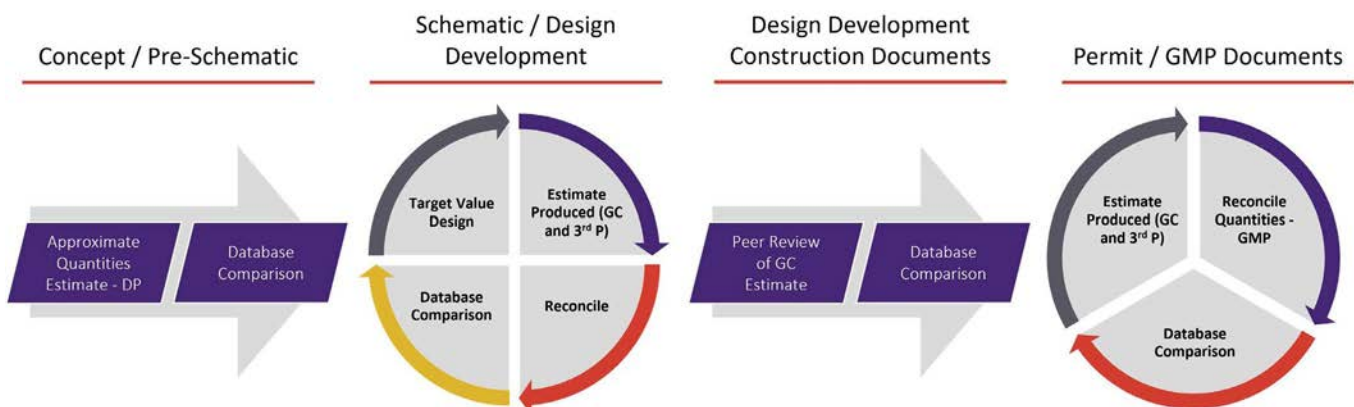 Concept / Pre-Schematic
Approximate
Quantities
Estimate - DP
Database
Comparison
Schematic / Design
Development
Target Value
Design
Estimate
Produced (GC
and 3rd P)
Database
Comparison
Reconcile
Design Development
Construction Documents
Peer Review
of GC
Estimate
Database
Comparison
Permit / GMP Documents
Estimate
Produced (GC
and 3rd P)
Reconcile
Quantities -
GMP
Database
Comparison